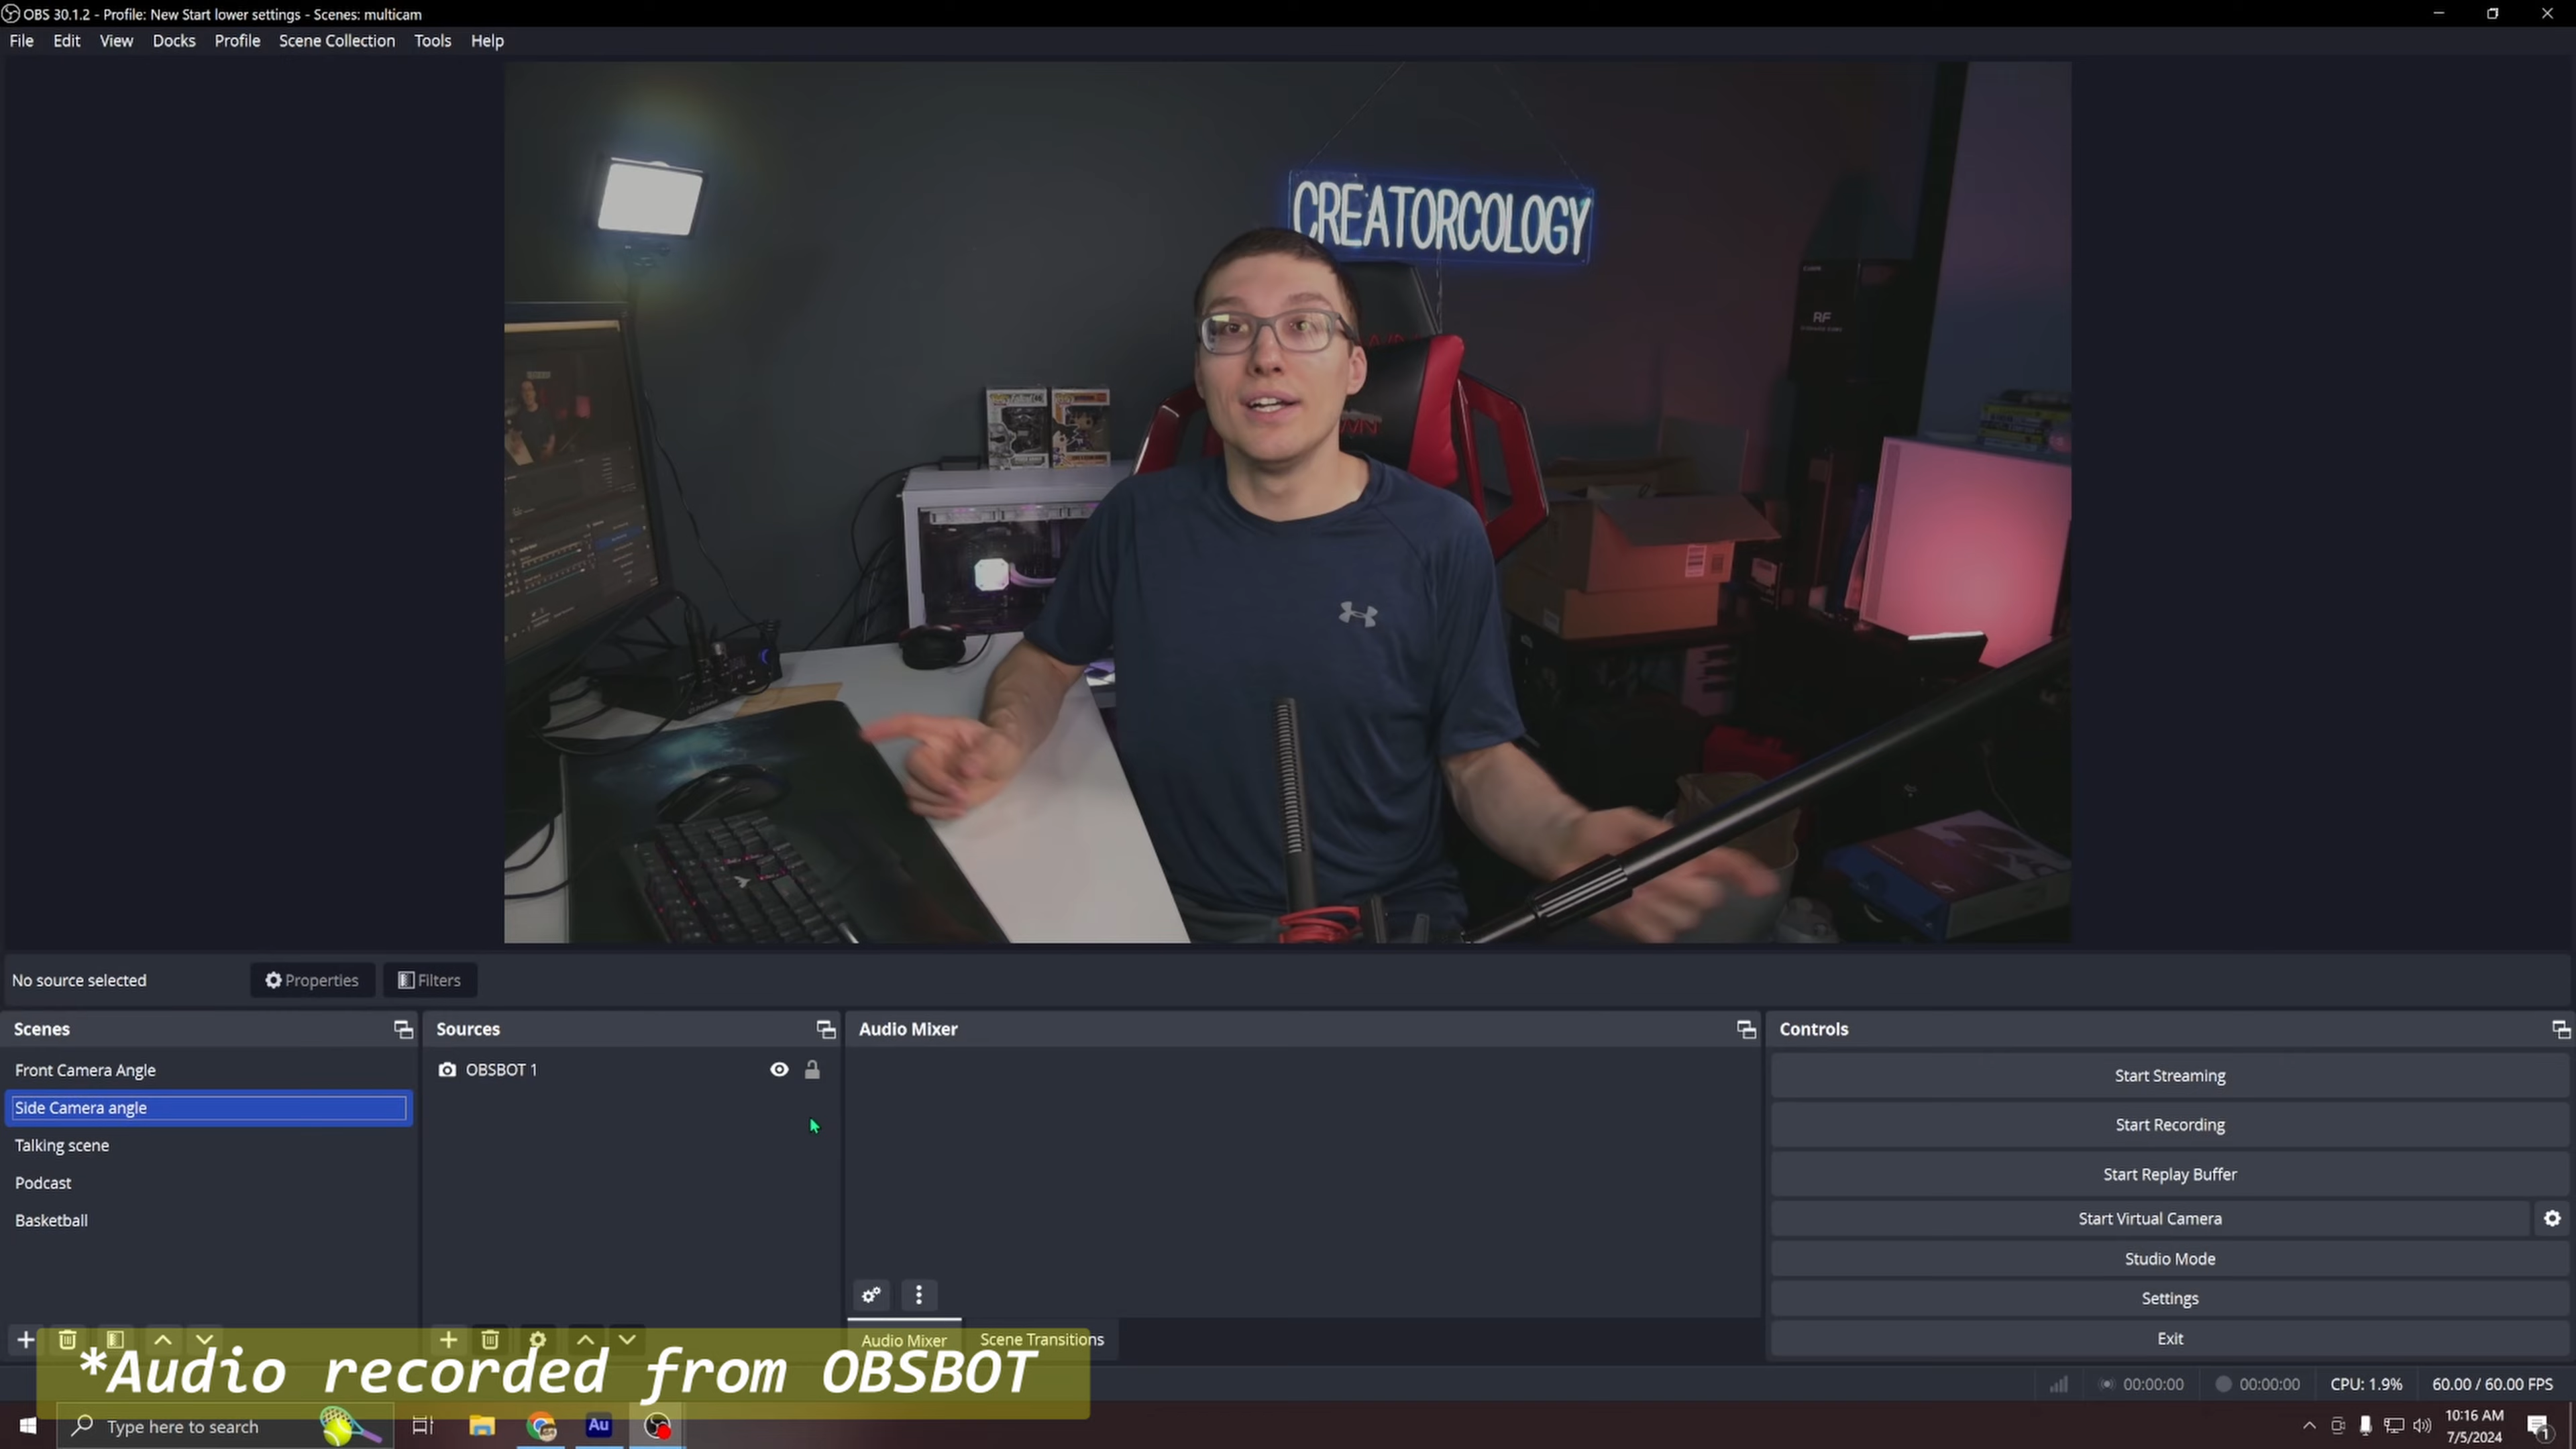 OBS 30.1.2 - Profile: New Start lower settings - Scenes: multicam
File Edit View Docks Profile Scene Collection Tools Help
CREATORCOLOGY
RF
No source selected
Properties
Filters
Scenes
Front Camera Angle
Side Camera angle
Talking scene
Podcast
Basketball
Sources
OBSBOT 1
Audio Mixer
Audio Mixer
Scene Transitions
Controls
Start Streaming
Start Recording
Start Replay Buffer
Start Virtual Camera
Studio Mode
Settings
Exit
*Audio recorded from OBSBOT
00:00:00
00:00:00
CPU: 1.9%
60.00 / 60.00 FPS
Type here to search
Au
10:16 AM
7/5/2024
1